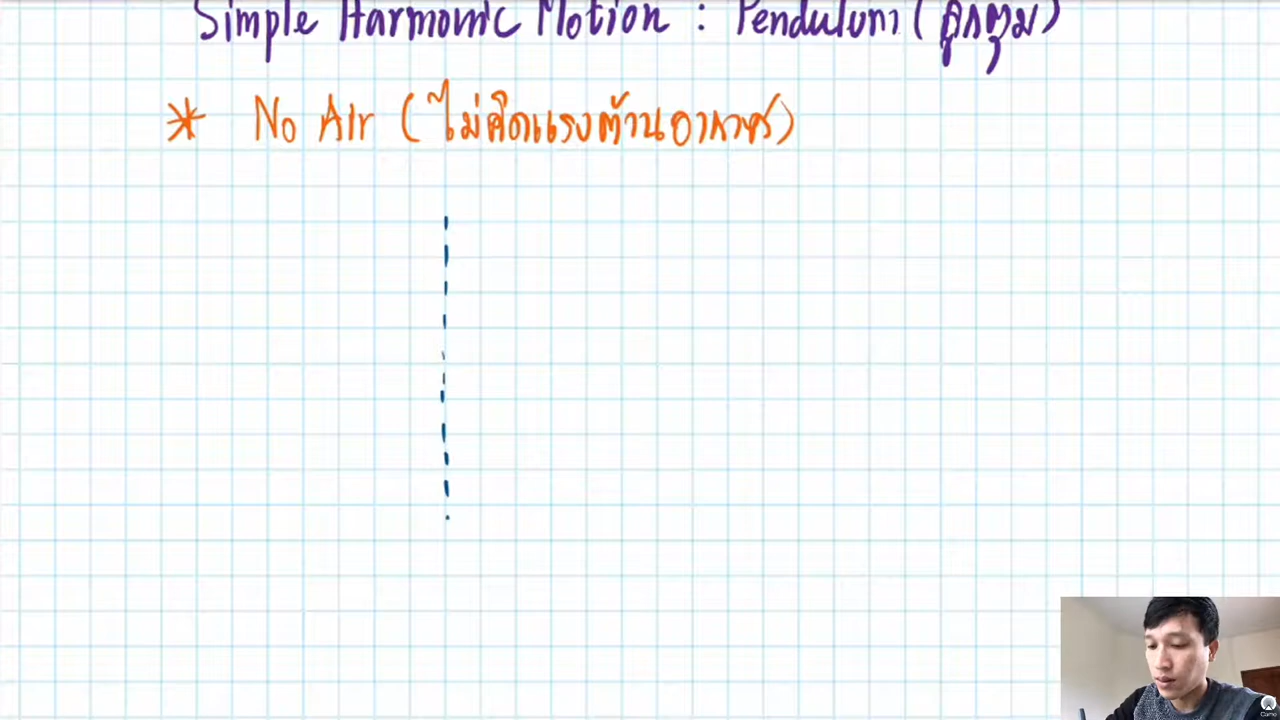 Simple Harmonic Motion : Pendulum (ลูกตุ้ม)
* No Air (ไม่คิดแรงต้านอากาศ)
Camo